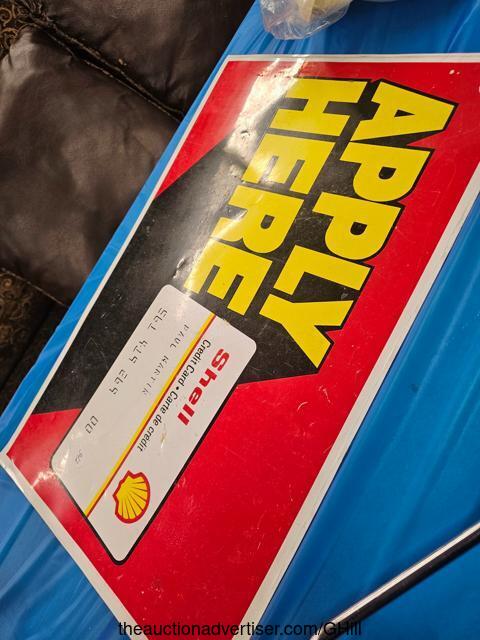 APPLY
HERE
Shell
Credit Card • Carte de crédit
PAUL MARTIN
00
theauctionadvertiser.com/GHill